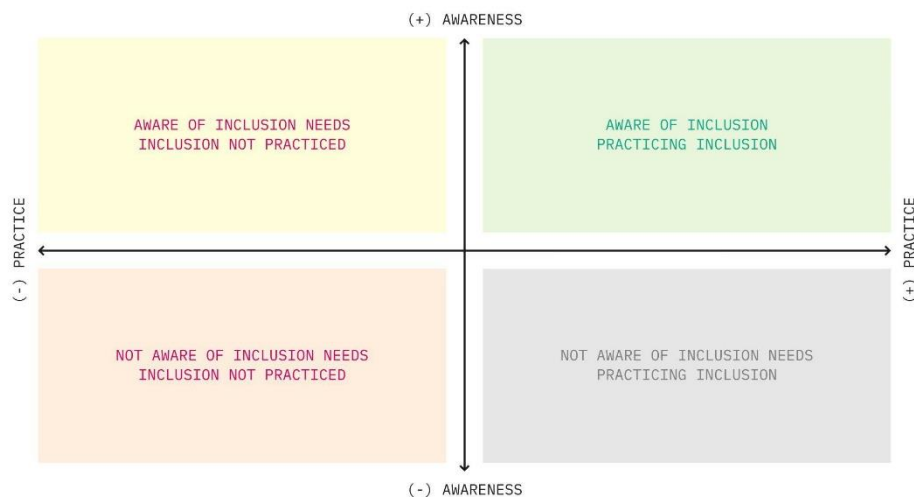 (+) AWARENESS
AWARE OF INCLUSION NEEDS
INCLUSION NOT PRACTICED
AWARE OF INCLUSION
PRACTICING INCLUSION
(-) PRACTICE
(+) PRACTICE
NOT AWARE OF INCLUSION NEEDS
INCLUSION NOT PRACTICED
NOT AWARE OF INCLUSION NEEDS
PRACTICING INCLUSION
(-) AWARENESS